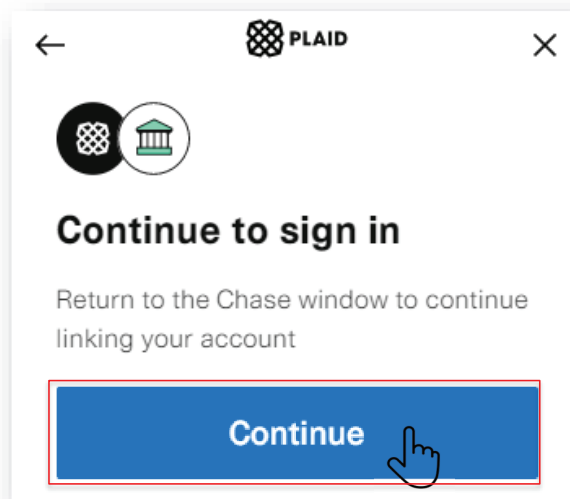 PLAID
Continue to sign in
Return to the Chase window to continue
linking your account
Continue